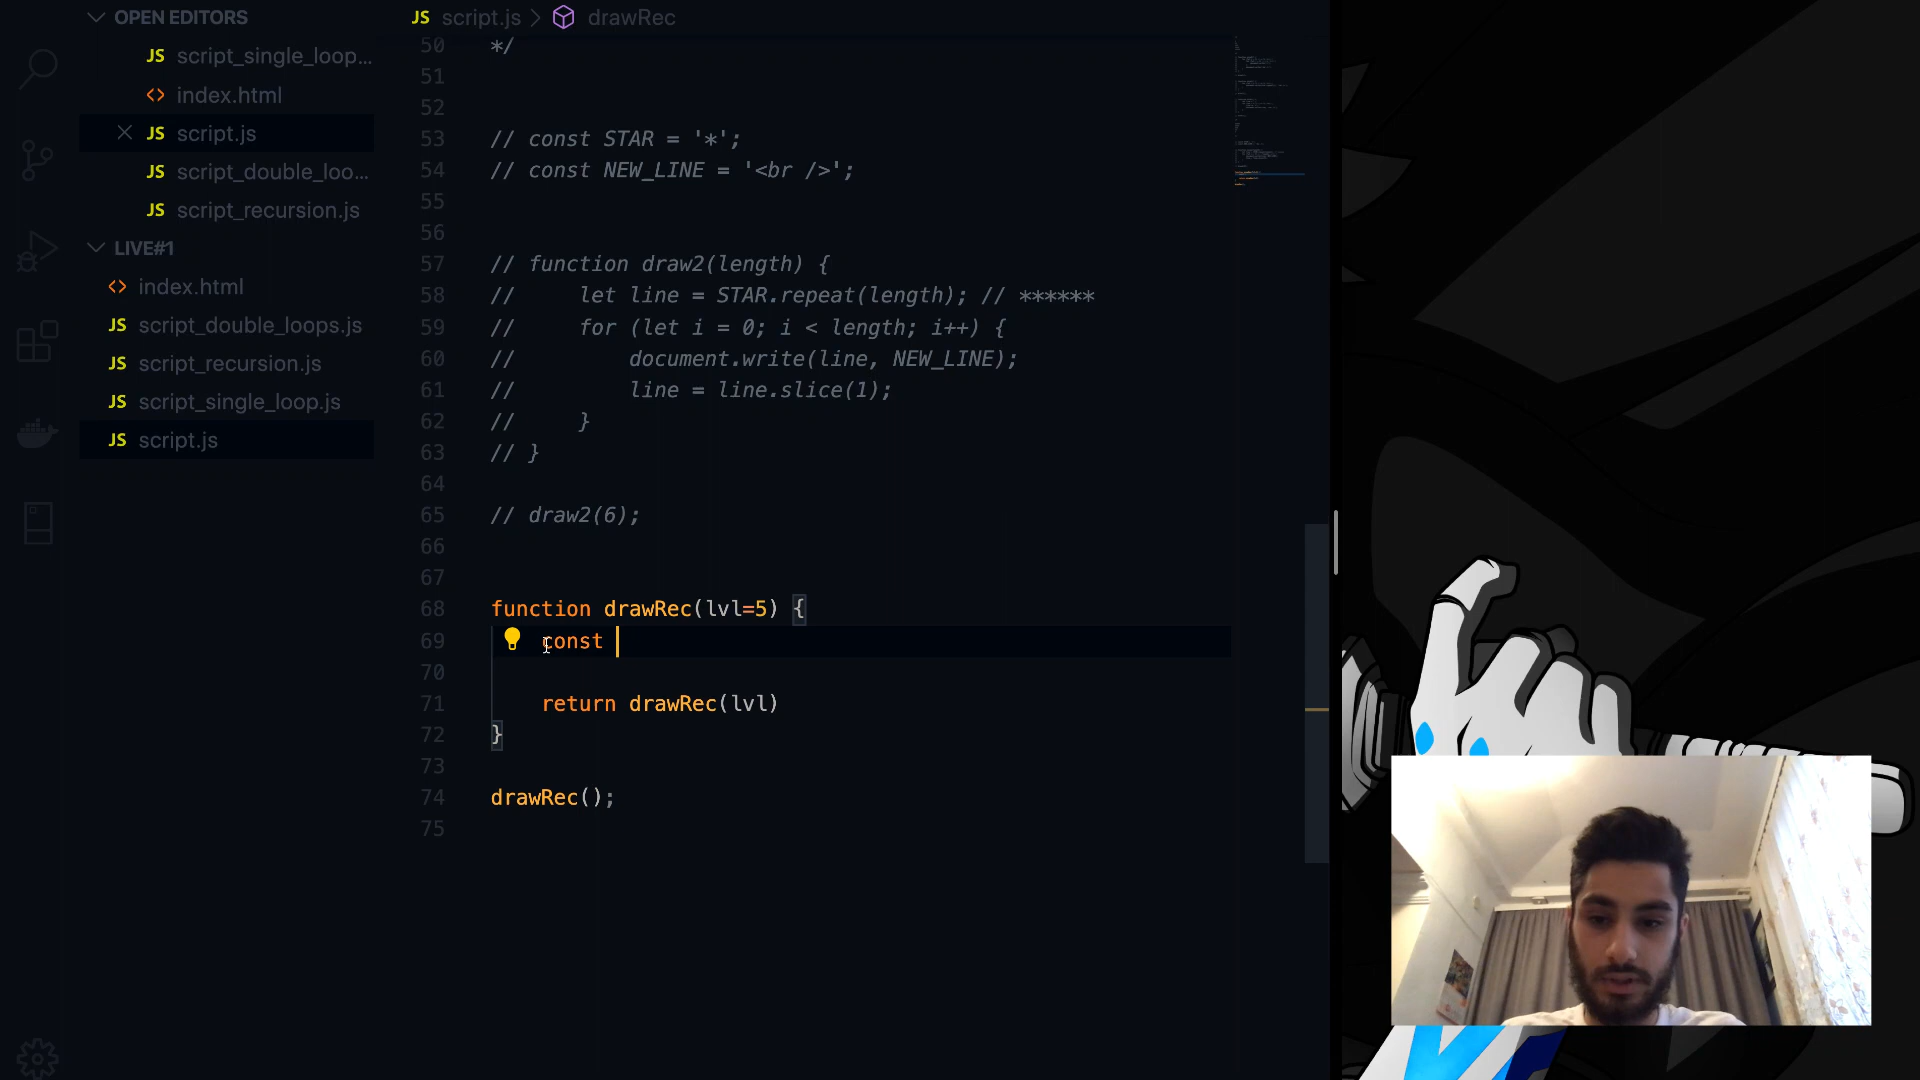 OPEN EDITORS
JS script_single_loop...
<> index.html
JS script.js
JS script_double_loo...
JS script_recursion.js
LIVE#1
<> index.html
JS script_double_loops.js
JS script_recursion.js
JS script_single_loop.js
JS script.js
JS script.js > drawRec
50 */
51
52
53 // const STAR = '*';
54 // const NEW_LINE = '<br />';
55
56
57 // function draw2(length) {
58 //     let line = STAR.repeat(length); // ******
59 //     for (let i = 0; i < length; i++) {
60 //         document.write(line, NEW_LINE);
61 //         line = line.slice(1);
62 //     }
63 // }
64
65 // draw2(6);
66
67
68 function drawRec(lvl=5) {
69     const
70
71     return drawRec(lvl)
72 }
73
74 drawRec();
75